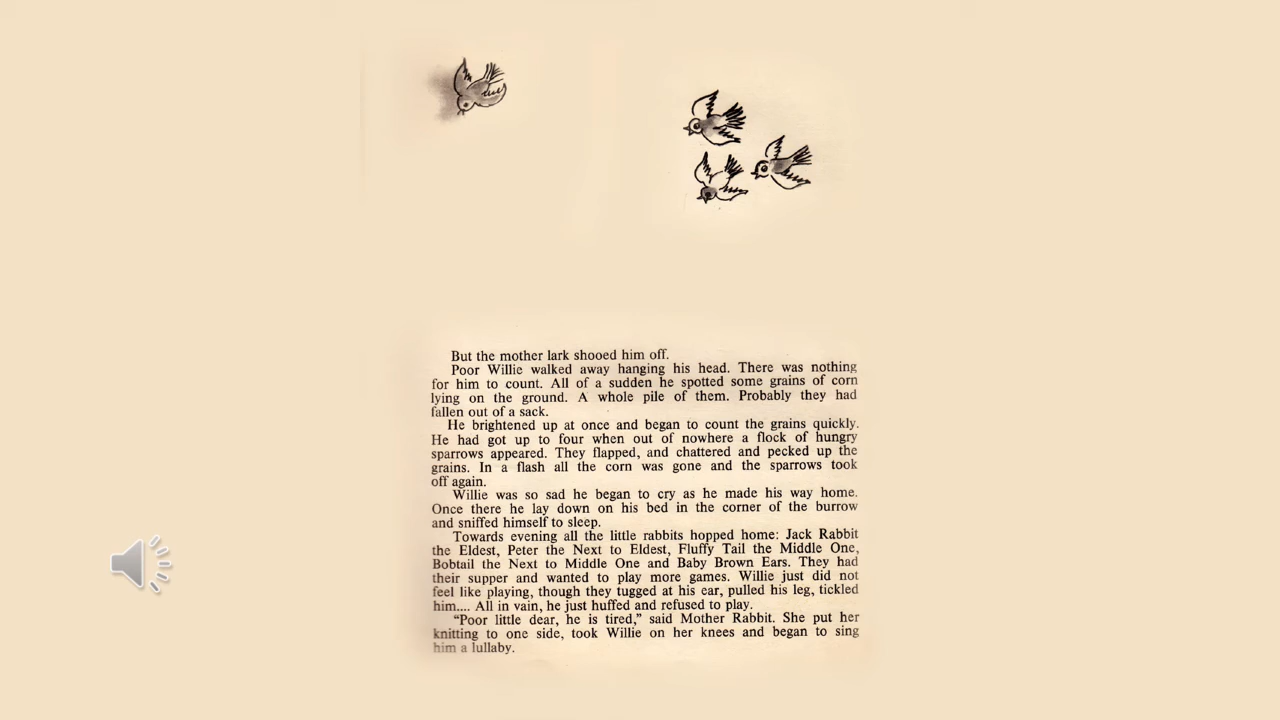 But the mother lark shooed him off.
Poor Willie walked away hanging his head. There was nothing
for him to count. All of a sudden he spotted some grains of corn
lying on the ground. A whole pile of them. Probably they had
fallen out of a sack.
He brightened up at once and began to count the grains quickly.
He had got up to four when out of nowhere a flock of hungry
sparrows appeared. They flapped, and chattered and pecked up the
grains. In a flash all the corn was gone and the sparrows took
off again.
Willie was so sad he began to cry as he made his way home.
Once there he lay down on his bed in the corner of the burrow
and sniffed himself to sleep.
Towards evening all the little rabbits hopped home: Jack Rabbit
the Eldest, Peter the Next to Eldest, Fluffy Tail the Middle One,
Bobtail the Next to Middle One and Baby Brown Ears. They had
their supper and wanted to play more games. Willie just did not
feel like playing, though they tugged at his ear, pulled his leg, tickled
him.... All in vain, he just huffed and refused to play.
“Poor little dear, he is tired,” said Mother Rabbit. She put her
knitting to one side, took Willie on her knees and began to sing
him a lullaby.